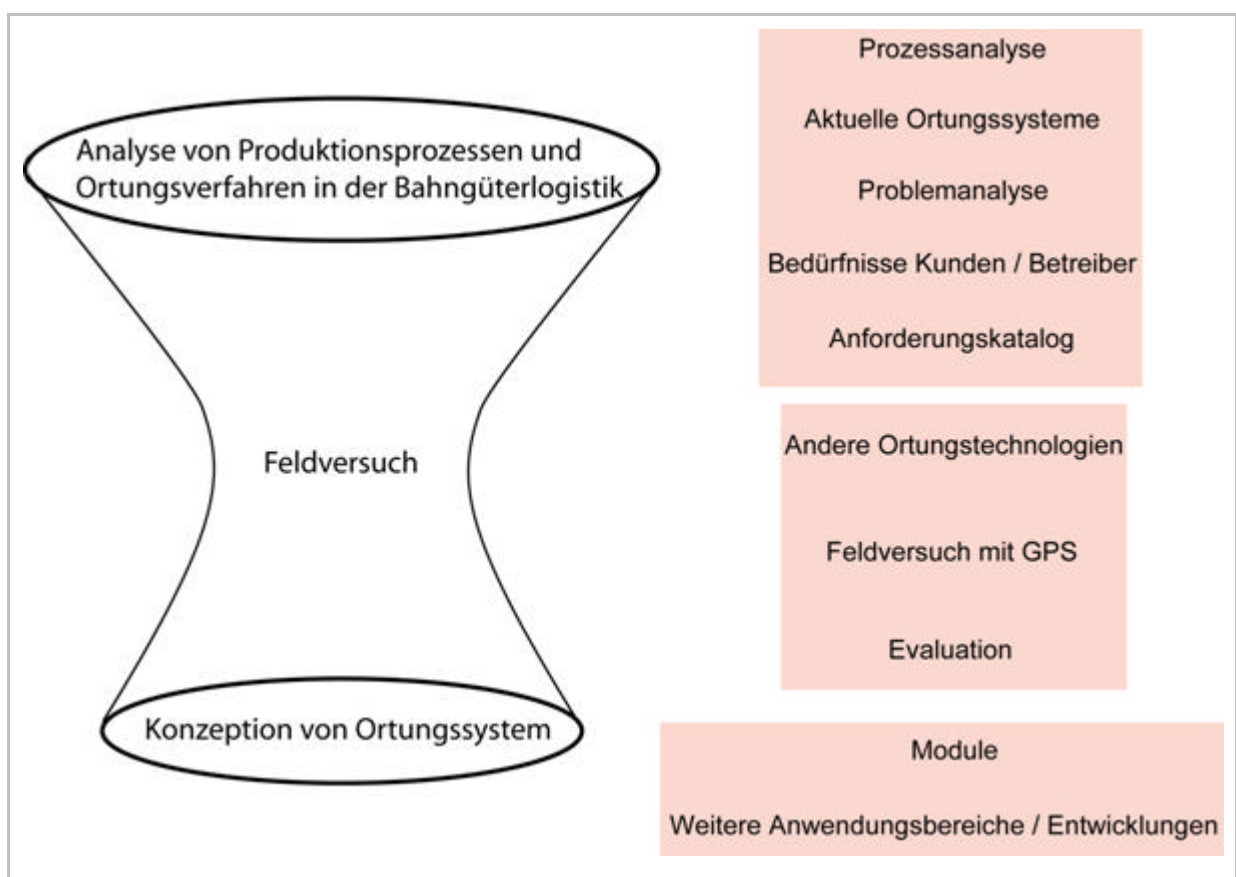 Analyse von Produktionsprozessen und
Ortungsverfahren in der Bahngüterlogistik
Feldversuch
Konzeption von Ortungssystem
Prozessanalyse
Aktuelle Ortungssysteme
Problemanalyse
Bedürfnisse Kunden / Betreiber
Anforderungskatalog
Andere Ortungstechnologien
Feldversuch mit GPS
Evaluation
Module
Weitere Anwendungsbereiche / Entwicklungen